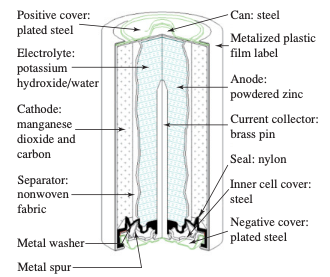 Positive cover:
plated steel
Electrolyte:
potassium
hydroxide/water
Cathode:
manganese
dioxide and
carbon
Separator:
nonwoven
fabric
Metal washer
Metal spur
Can: steel
Metalized plastic
film label
Anode:
powdered zinc
Current collector:
brass pin
Seal: nylon
Inner cell cover:
steel
Negative cover:
plated steel